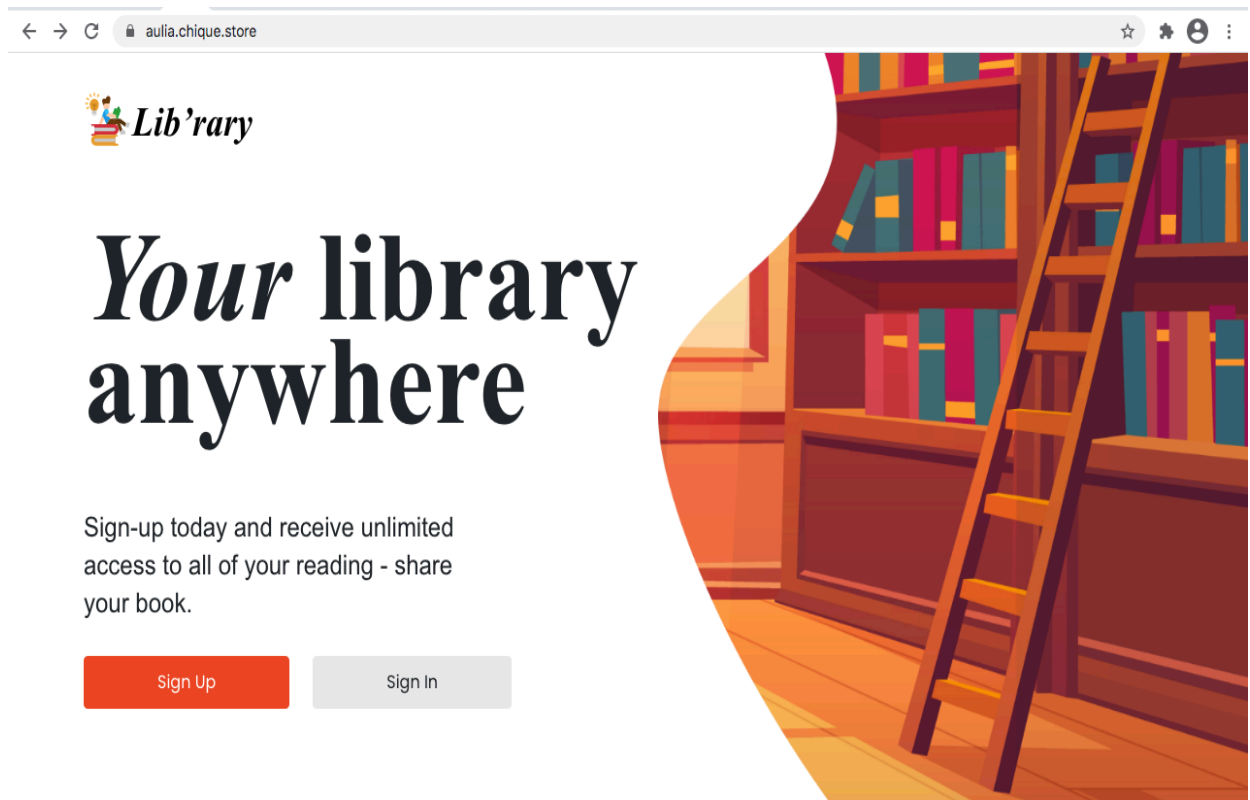 aulia.chique.store
Lib’rary
Your library
anywhere
Sign-up today and receive unlimited
access to all of your reading - share
your book.
Sign Up
Sign In